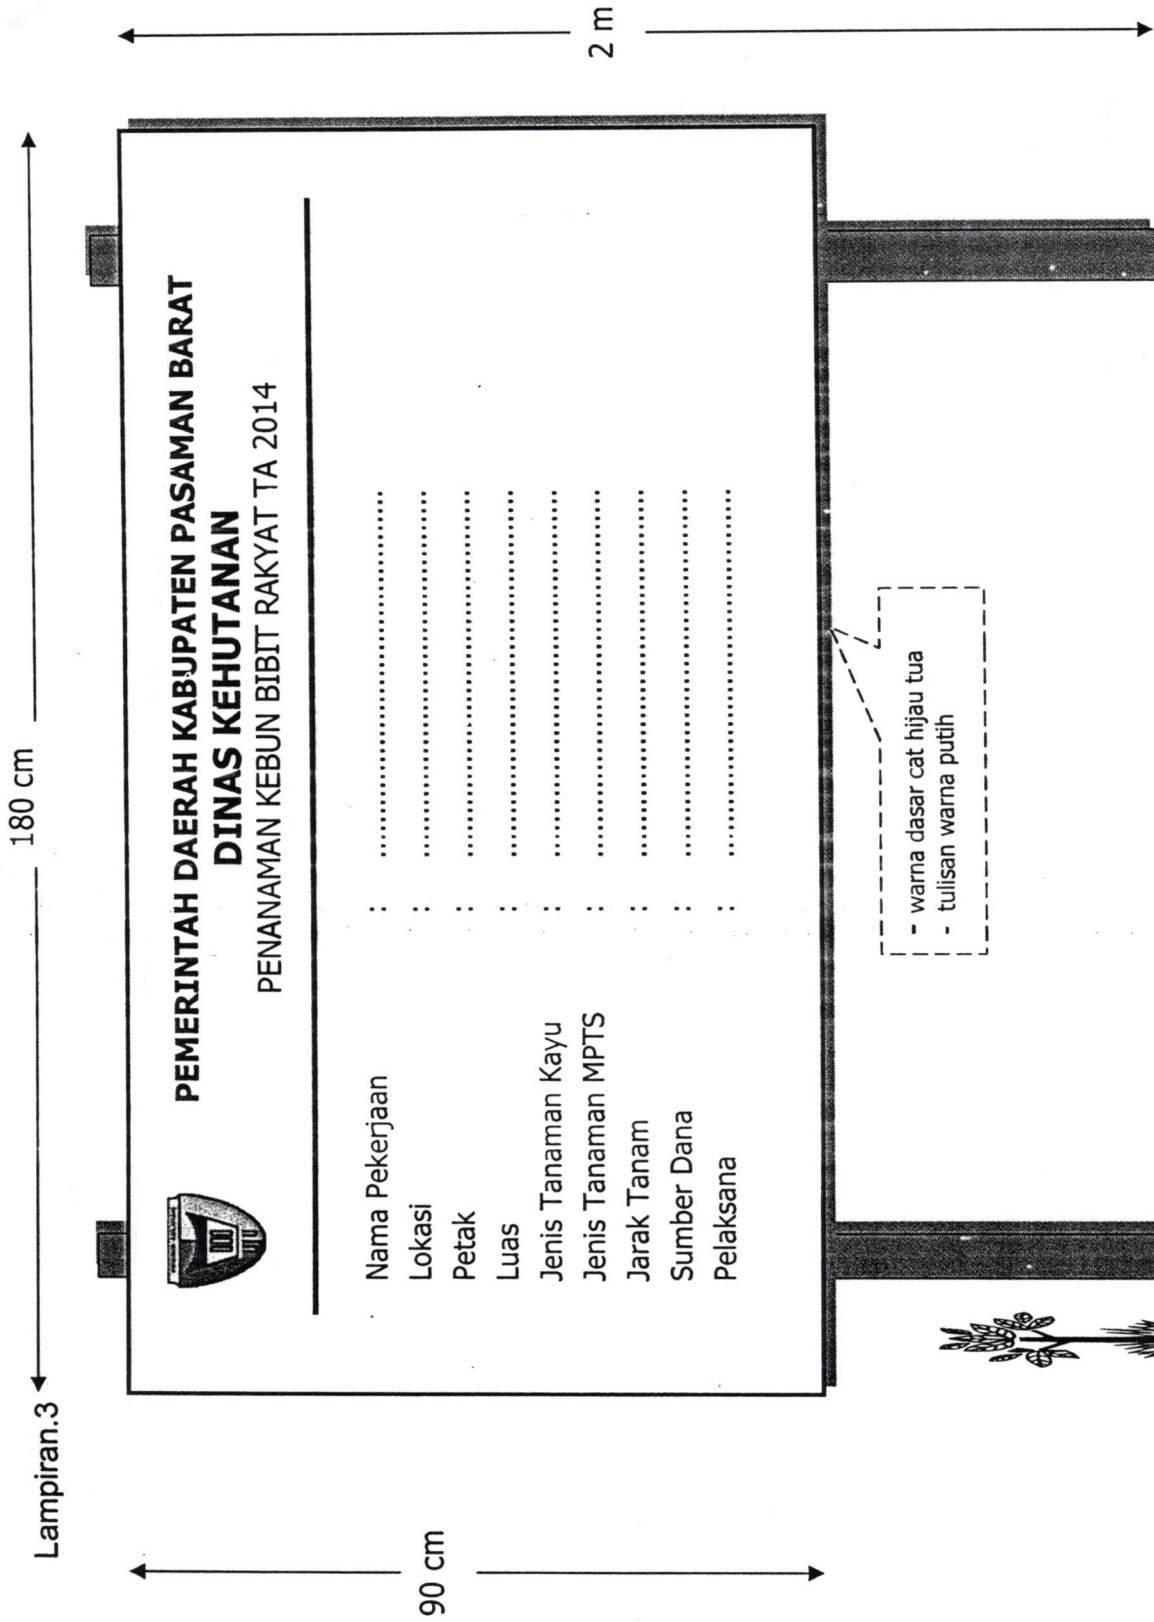 Lampiran.3
180 cm
2 m
90 cm
PEMERINTAH DAERAH KABUPATEN PASAMAN BARAT
DINAS KEHUTANAN
PENANAMAN KEBUN BIBIT RAKYAT TA 2014
Nama Pekerjaan : ........................................
Lokasi : ........................................
Petak : ........................................
Luas : ........................................
Jenis Tanaman Kayu : ........................................
Jenis Tanaman MPTS : ........................................
Jarak Tanam : ........................................
Sumber Dana : ........................................
Pelaksana : ........................................
- warna dasar cat hijau tua
- tulisan warna putih